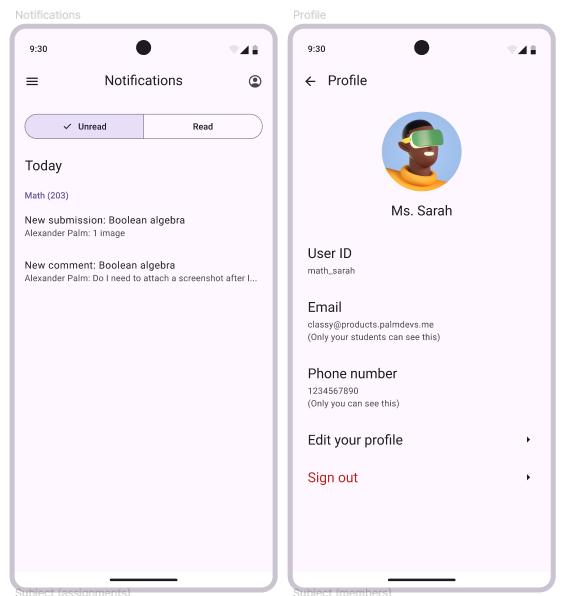 Notifications
9:30
Notifications
Unread
Read
Today
Math (203)
New submission: Boolean algebra
Alexander Palm: 1 image
New comment: Boolean algebra
Alexander Palm: Do I need to attach a screenshot after I...
Subject (assignments)
Profile
9:30
Profile
Ms. Sarah
User ID
math_sarah
Email
classy@products.palmdevs.me
(Only your students can see this)
Phone number
1234567890
(Only you can see this)
Edit your profile
Sign out
Subject (members)